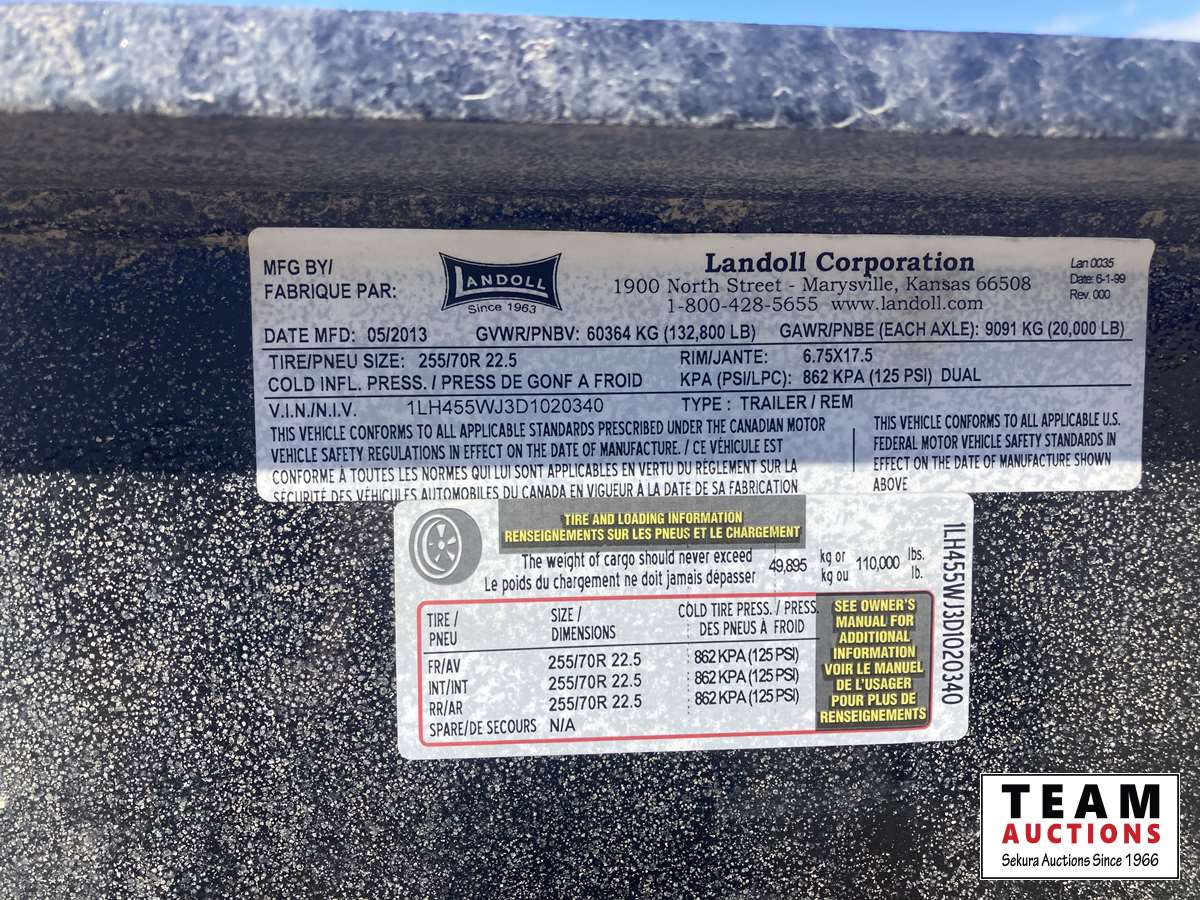 MFG BY/
FABRIQUE PAR:
LANDOLL
Since 1963
Landoll Corporation
1900 North Street - Marysville, Kansas 66508
1-800-428-5655 www.landoll.com
Lan 0035
Date: 6-1-99
Rev. 000
DATE MFD: 05/2013 GVWR/PNBV: 60364 KG (132,800 LB) GAWR/PNBE (EACH AXLE): 9091 KG (20,000 LB)
TIRE/PNEU SIZE: 255/70R 22.5 RIM/JANTE: 6.75X17.5
COLD INFL. PRESS. / PRESS DE GONF A FROID KPA (PSI/LPC): 862 KPA (125 PSI) DUAL
V.I.N./N.I.V. 1LH455WJ3D1020340 TYPE : TRAILER / REM
THIS VEHICLE CONFORMS TO ALL APPLICABLE STANDARDS PRESCRIBED UNDER THE CANADIAN MOTOR
VEHICLE SAFETY REGULATIONS IN EFFECT ON THE DATE OF MANUFACTURE. / CE VÉHICULE EST
CONFORME À TOUTES LES NORMES QUI LUI SONT APPLICABLES EN VERTU DU RÈGLEMENT SUR LA
SÉCURITÉ DES VÉHICULES AUTOMOBILES DU CANADA EN VIGUEUR À LA DATE DE SA FABRICATION
THIS VEHICLE CONFORMS TO ALL APPLICABLE U.S.
FEDERAL MOTOR VEHICLE SAFETY STANDARDS IN
EFFECT ON THE DATE OF MANUFACTURE SHOWN
ABOVE
TIRE AND LOADING INFORMATION
RENSEIGNEMENTS SUR LES PNEUS ET LE CHARGEMENT
The weight of cargo should never exceed
Le poids du chargement ne doit jamais dépasser
49,895 kg or 110,000 lbs.
kg ou lb.
TIRE / SIZE / COLD TIRE PRESS. / PRESS.
PNEU DIMENSIONS DES PNEUS À FROID
FR/AV 255/70R 22.5 862 KPA (125 PSI)
INT/INT 255/70R 22.5 862 KPA (125 PSI)
RR/AR 255/70R 22.5 862 KPA (125 PSI)
SPARE/DE SECOURS N/A
SEE OWNER'S
MANUAL FOR
ADDITIONAL
INFORMATION
VOIR LE MANUEL
DE L'USAGER
POUR PLUS DE
RENSEIGNEMENTS
1LH455WJ3D1020340
TEAM
AUCTIONS
Sekura Auctions Since 1966